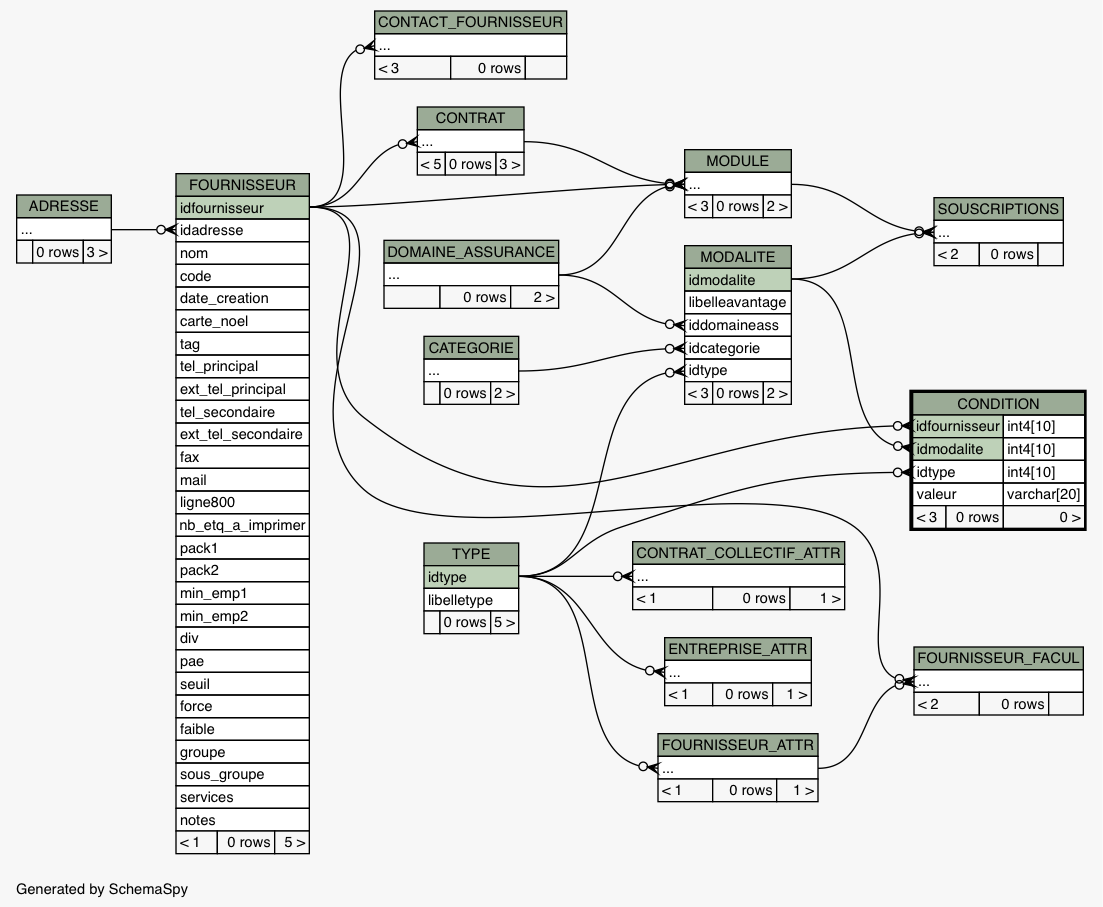 CONTACT_FOURNISSEUR
...
< 3 0 rows
CONTRAT
...
< 5 0 rows 3 >
MODULE
...
< 3 0 rows 2 >
FOURNISSEUR
idfournisseur
idadresse
nom
code
date_creation
carte_noel
tag
tel_principal
ext_tel_principal
tel_secondaire
ext_tel_secondaire
fax
mail
ligne800
nb_etq_a_imprimer
pack1
pack2
min_emp1
min_emp2
div
pae
seuil
force
faible
groupe
sous_groupe
services
notes
< 1 0 rows 5 >
ADRESSE
...
0 rows 3 >
SOUSCRIPTIONS
...
< 2 0 rows
DOMAINE_ASSURANCE
...
0 rows 2 >
MODALITE
idmodalite
libelleavantage
iddomaineass
idcategorie
idtype
< 3 0 rows 2 >
CATEGORIE
...
0 rows 2 >
CONDITION
idfournisseur int4[10]
idmodalite int4[10]
idtype int4[10]
valeur varchar[20]
< 3 0 rows 0 >
TYPE
idtype
libelletype
0 rows 5 >
CONTRAT_COLLECTIF_ATTR
...
< 1 0 rows 1 >
ENTREPRISE_ATTR
...
< 1 0 rows 1 >
FOURNISSEUR_FACUL
...
< 2 0 rows
FOURNISSEUR_ATTR
...
< 1 0 rows 1 >
Generated by SchemaSpy